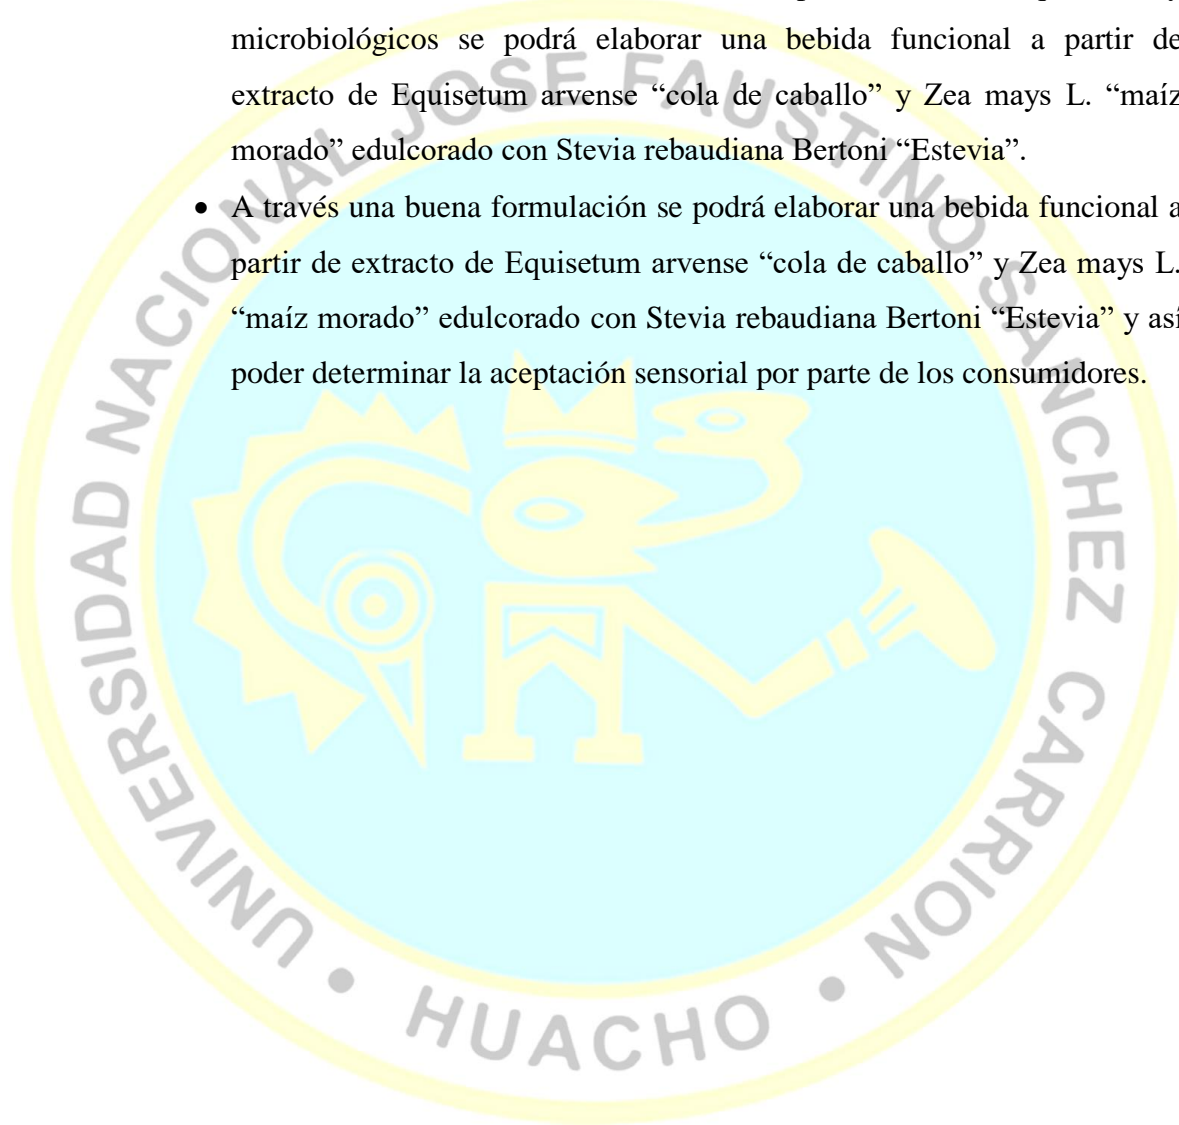 microbiológicos se podrá elaborar una bebida funcional a partir de
extracto de Equisetum arvense “cola de caballo” y Zea mays L. “maíz
morado” edulcorado con Stevia rebaudiana Bertoni “Estevia”.
• A través una buena formulación se podrá elaborar una bebida funcional a
partir de extracto de Equisetum arvense “cola de caballo” y Zea mays L.
“maíz morado” edulcorado con Stevia rebaudiana Bertoni “Estevia” y así
poder determinar la aceptación sensorial por parte de los consumidores.
UNIVERSIDAD NACIONAL JOSE FAUSTINO SANCHEZ CARRION
• HUACHO •